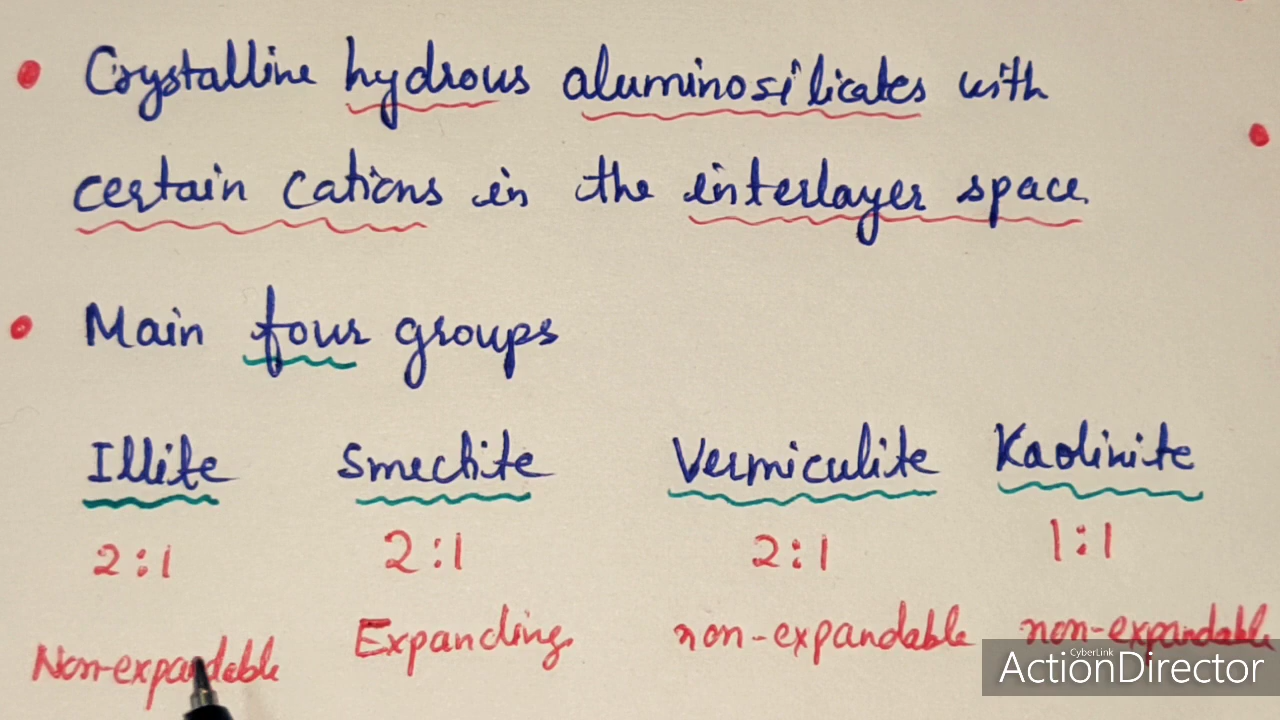 Crystalline hydrous aluminosilicates with
certain cations in the interlayer space.
Main four groups
Illite Smectite Vermiculite Kaolinite
2:1 2:1 2:1 1:1
Non-expandable Expanding non-expandable non-expandable
CyberLink
ActionDirector